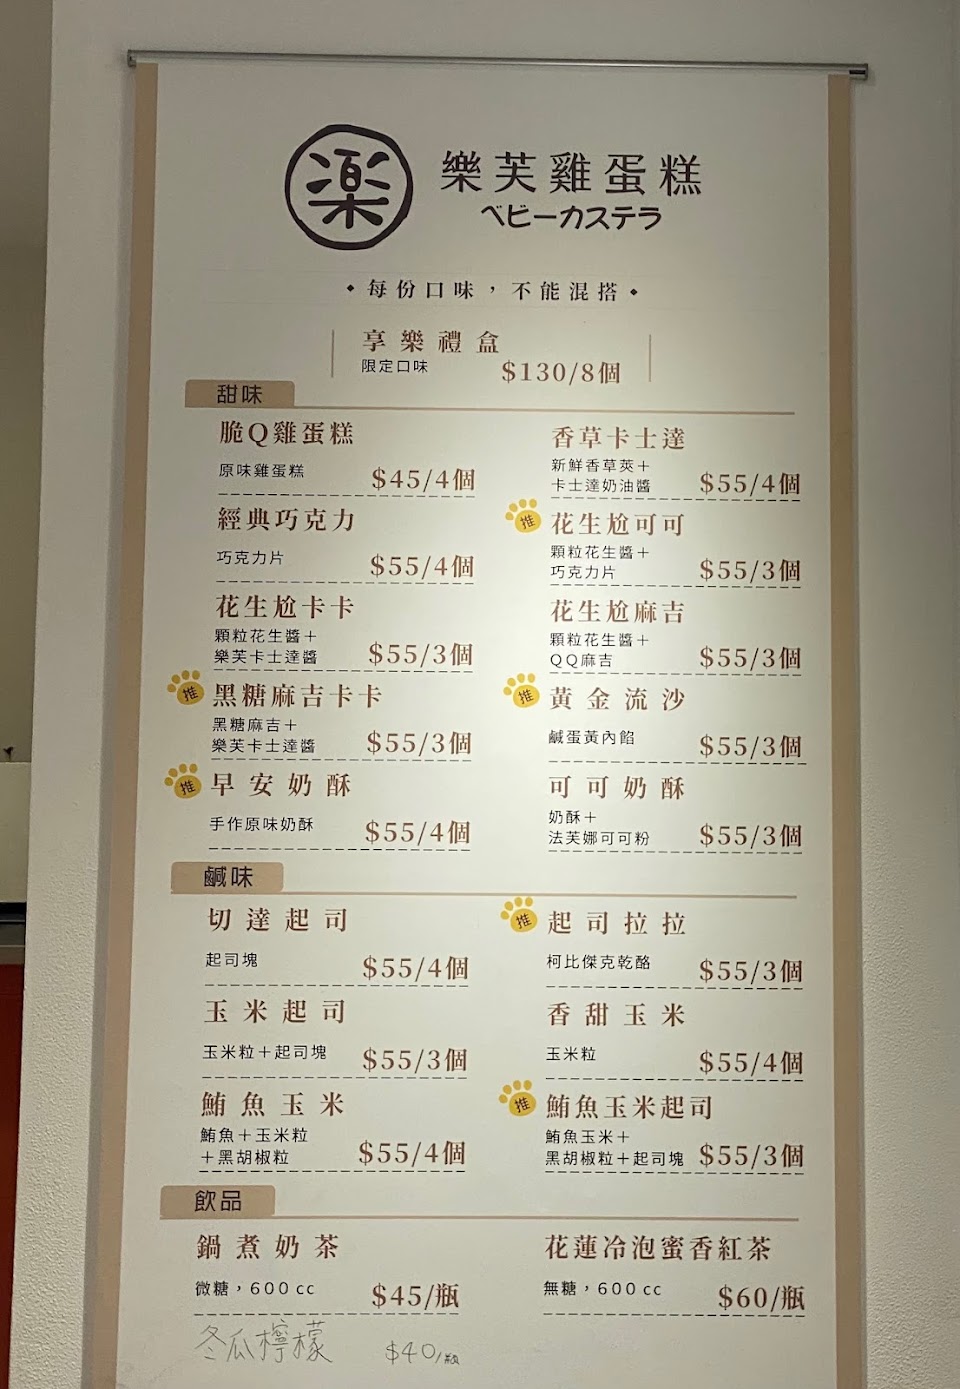 楽
樂芙雞蛋糕
ベビーカステラ
•每份口味，不能混搭•
享樂禮盒
限定口味
$130/8個
甜味
脆Q雞蛋糕
原味雞蛋糕
$45/4個
香草卡士達
新鮮香草莢＋
卡士達奶油醬
$55/4個
經典巧克力
巧克力片
$55/4個
推
花生尬可可
顆粒花生醬＋
巧克力片
$55/3個
花生尬卡卡
顆粒花生醬＋
樂芙卡士達醬
$55/3個
花生尬麻吉
顆粒花生醬＋
QQ麻吉
$55/3個
推
黑糖麻吉卡卡
黑糖麻吉＋
樂芙卡士達醬
$55/3個
推
黃金流沙
鹹蛋黃內餡
$55/3個
推
早安奶酥
手作原味奶酥
$55/4個
可可奶酥
奶酥＋
法芙娜可可粉
$55/3個
鹹味
切達起司
起司塊
$55/4個
推
起司拉拉
柯比傑克乾酪
$55/3個
玉米起司
玉米粒＋起司塊
$55/3個
香甜玉米
玉米粒
$55/4個
鮪魚玉米
鮪魚＋玉米粒
＋黑胡椒粒
$55/4個
推
鮪魚玉米起司
鮪魚玉米＋
黑胡椒粒＋起司塊
$55/3個
飲品
鍋煮奶茶
微糖，600 cc
$45/瓶
花蓮冷泡蜜香紅茶
無糖，600 cc
$60/瓶
冬瓜檸檬
$40/瓶